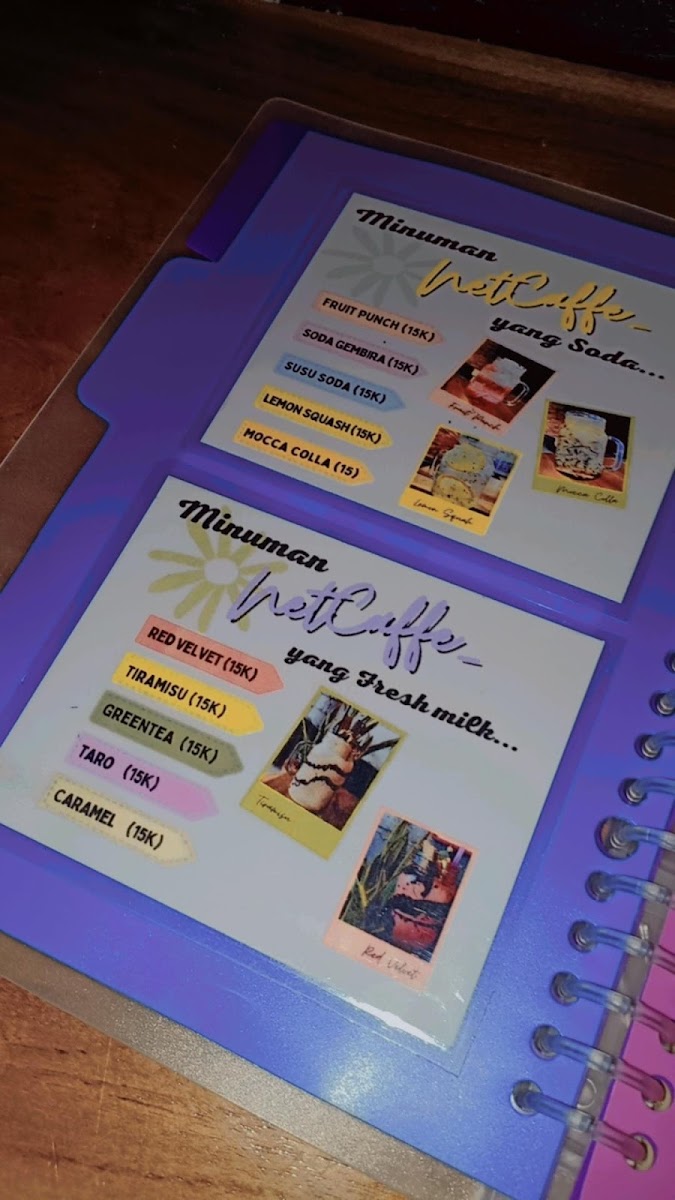 Minuman
NetCaffe_
yang Soda...
FRUIT PUNCH (15K)
SODA GEMBIRA (15K)
SUSU SODA (15K)
LEMON SQUASH (15K)
MOCCA COLLA (15)
Fruit Punch
Mocca Colla
Lemon Squash
Minuman
NetCaffe_
yang Fresh milk...
RED VELVET (15K)
TIRAMISU (15K)
GREENTEA (15K)
TARO (15K)
CARAMEL (15K)
Tiramisu
Red Velvet